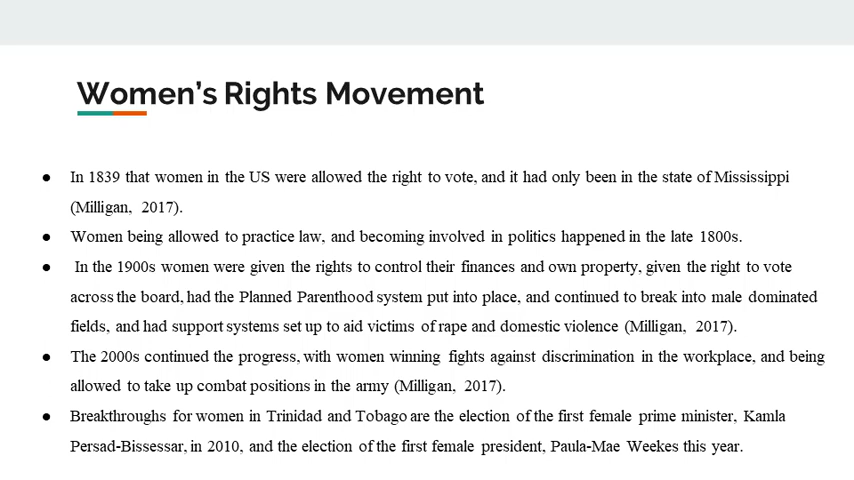 Women’s Rights Movement
● In 1839 that women in the US were allowed the right to vote, and it had only been in the state of Mississippi
(Milligan, 2017).
● Women being allowed to practice law, and becoming involved in politics happened in the late 1800s.
● In the 1900s women were given the rights to control their finances and own property, given the right to vote
across the board, had the Planned Parenthood system put into place, and continued to break into male dominated
fields, and had support systems set up to aid victims of rape and domestic violence (Milligan, 2017).
● The 2000s continued the progress, with women winning fights against discrimination in the workplace, and being
allowed to take up combat positions in the army (Milligan, 2017).
● Breakthroughs for women in Trinidad and Tobago are the election of the first female prime minister, Kamla
Persad-Bissessar, in 2010, and the election of the first female president, Paula-Mae Weekes this year.